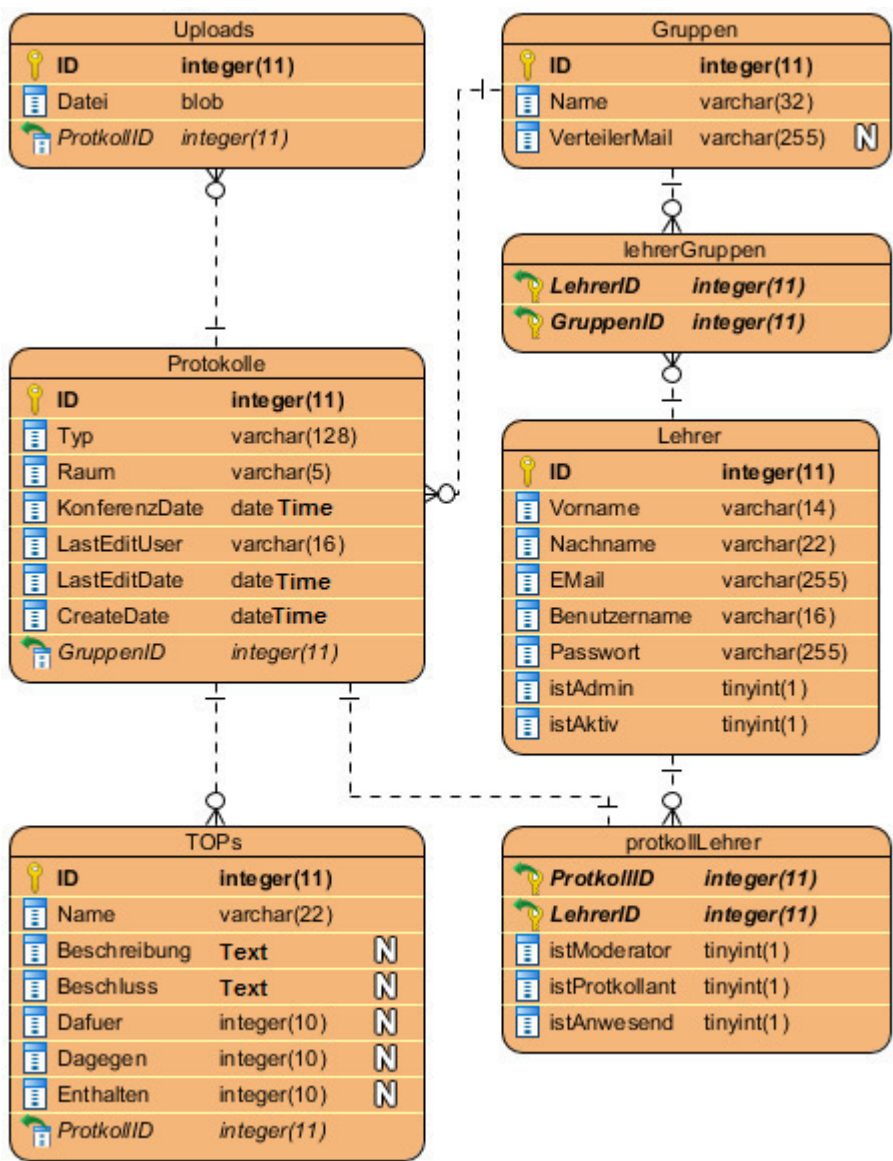 Uploads
ID integer(11)
Datei blob
ProtkollID integer(11)
Gruppen
ID integer(11)
Name varchar(32)
VerteilerMail varchar(255) N
lehrerGruppen
LehrerID integer(11)
GruppenID integer(11)
Protokolle
ID integer(11)
Typ varchar(128)
Raum varchar(5)
KonferenzDate date Time
LastEditUser varchar(16)
LastEditDate date Time
CreateDate dateTime
GruppenID integer(11)
Lehrer
ID integer(11)
Vorname varchar(14)
Nachname varchar(22)
EMail varchar(255)
Benutzername varchar(16)
Passwort varchar(255)
istAdmin tinyint(1)
istAktiv tinyint(1)
TOPs
ID integer(11)
Name varchar(22)
Beschreibung Text N
Beschluss Text N
Dafuer integer(10) N
Dagegen integer(10) N
Enthalten integer(10) N
ProtkollID integer(11)
protkollLehrer
ProtkollID integer(11)
LehrerID integer(11)
istModerator tinyint(1)
istProtkollant tinyint(1)
istAnwesend tinyint(1)